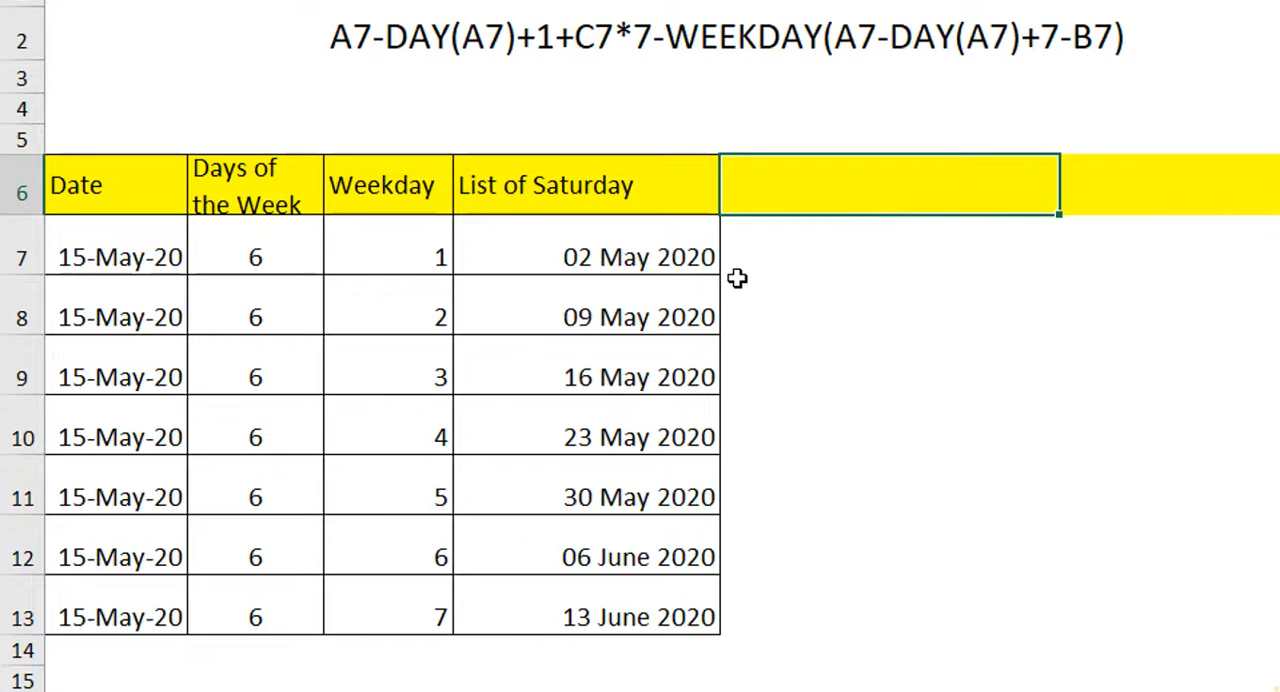 2 A7-DAY(A7)+1+C7*7-WEEKDAY(A7-DAY(A7)+7-B7)
3
4
5
6 Date Days of the Week Weekday List of Saturday
7 15-May-20 6 1 02 May 2020
8 15-May-20 6 2 09 May 2020
9 15-May-20 6 3 16 May 2020
10 15-May-20 6 4 23 May 2020
11 15-May-20 6 5 30 May 2020
12 15-May-20 6 6 06 June 2020
13 15-May-20 6 7 13 June 2020
14
15